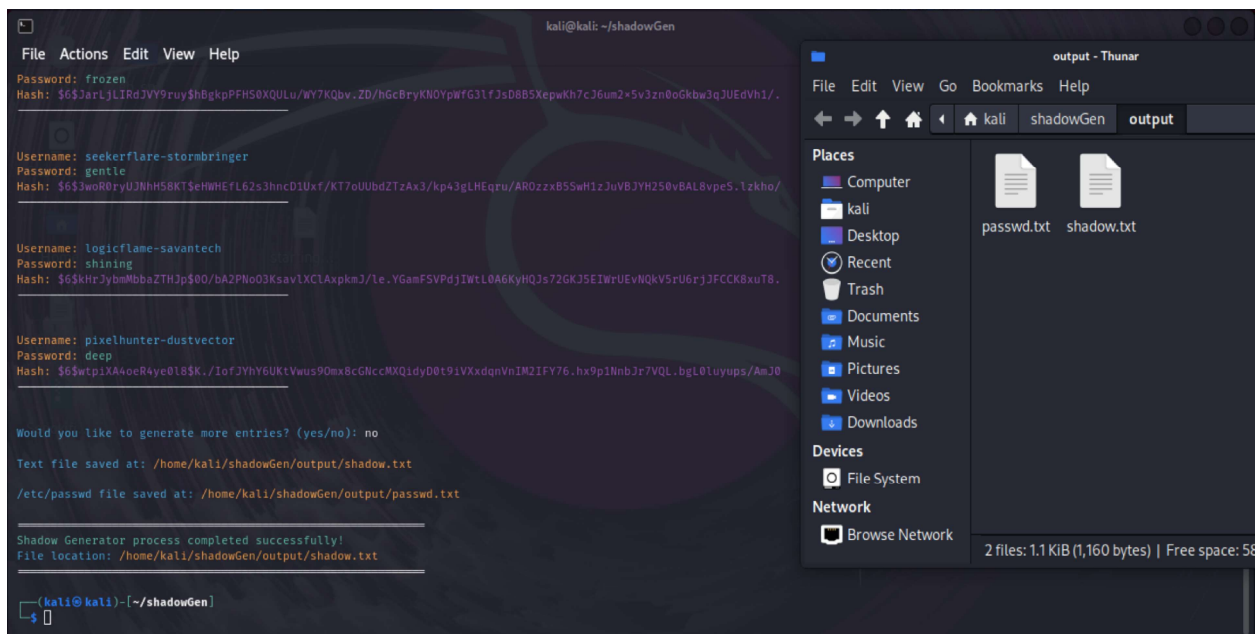 kali@kali: ~/shadowGen
File Actions Edit View Help
Password: frozen
Hash: $6$JarLjLIRdJVY9ruy$hBgkpPFHS0XQULu/WY7KQbv.ZD/hGcBryKNOYpWfG3lfJsD8B5XepwKh7cJ6um2*5v3zn0oGkbw3qJUEdVh1/.
Username: seekerflare-stormbringer
Password: gentle
Hash: $6$3woR0ryUJNhH58KT$eHWHEfL62s3hncD1Uxf/KT7oUUbdZTzAx3/kp43gLHEqru/AROzzxB5SwH1zJuVBJYH250vBAL8vpeS.lzkho/
Username: logicflame-savantech
Password: shining
Hash: $6$kHrJybmMbbaZTHJp$0O/bA2PNoO3KsavlXClAxpkmJ/le.YGamFSVPdjIWtL0A6KyHQJs72GKJ5EIWrUEvNQkV5rU6rjJFCCK8xuT8.
Username: pixelhunter-dustvector
Password: deep
Hash: $6$wtpiXA4oeR4ye0l8$K./IofJYhY6UKtVwus9Omx8cGNccMXQidyD0t9iVXxdqnVnIM2IFY76.hx9p1NnbJr7VQL.bgL0luyups/AmJ0
Would you like to generate more entries? (yes/no): no
Text file saved at: /home/kali/shadowGen/output/shadow.txt
/etc/passwd file saved at: /home/kali/shadowGen/output/passwd.txt
Shadow Generator process completed successfully!
File location: /home/kali/shadowGen/output/shadow.txt
(kali㉿kali)-[~/shadowGen]
$
output - Thunar
File Edit View Go Bookmarks Help
kali shadowGen output
Places
Computer
kali
Desktop
Recent
Trash
Documents
Music
Pictures
Videos
Downloads
Devices
File System
Network
Browse Network
passwd.txt shadow.txt
2 files: 1.1 KiB (1,160 bytes) | Free space: 58